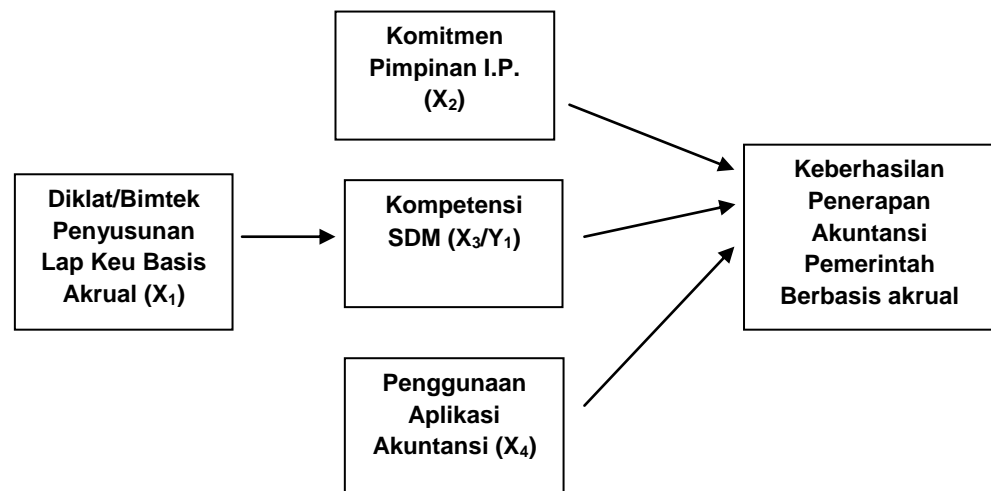 Komitmen
Pimpinan I.P.
(X₂)
Diklat/Bimtek
Penyusunan
Lap Keu Basis
Akrual (X₁)
Kompetensi
SDM (X₃/Y₁)
Penggunaan
Aplikasi
Akuntansi (X₄)
Keberhasilan
Penerapan
Akuntansi
Pemerintah
Berbasis akrual